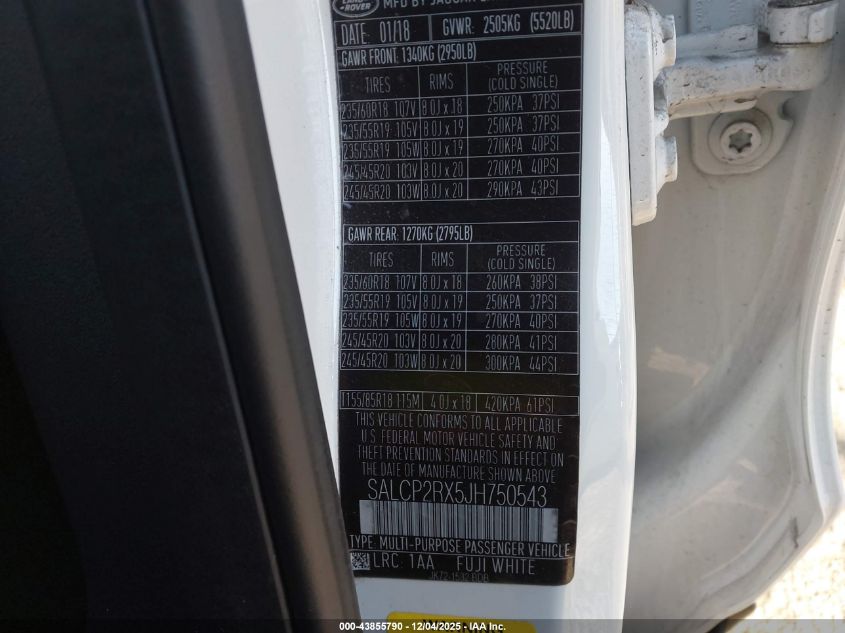 LAND ROVER
MFD BY JAGUAR
DATE 01/18 GVWR: 2505KG (5520LB)
GAWR FRONT: 1340KG (2950LB)
TIRES RIMS PRESSURE (COLD SINGLE)
235/60R18 107V 8.0J x 18 250KPA 37PSI
235/55R19 105V 8.0J x 19 250KPA 37PSI
235/55R19 105W 8.0J x 19 270KPA 40PSI
245/45R20 103V 8.0J x 20 270KPA 40PSI
245/45R20 103W 8.0J x 20 290KPA 43PSI
GAWR REAR: 1270KG (2795LB)
TIRES RIMS PRESSURE (COLD SINGLE)
235/60R18 107V 8.0J x 18 260KPA 38PSI
235/55R19 105V 8.0J x 19 250KPA 37PSI
235/55R19 105W 8.0J x 19 270KPA 40PSI
245/45R20 103V 8.0J x 20 280KPA 41PSI
245/45R20 103W 8.0J x 20 300KPA 44PSI
T155/85R18 115M 4.0J x 18 420KPA 61PSI
THIS VEHICLE CONFORMS TO ALL APPLICABLE
U.S. FEDERAL MOTOR VEHICLE SAFETY AND
THEFT PREVENTION STANDARDS IN EFFECT ON
THE DATE OF MANUFACTURE SHOWN ABOVE
SALCP2RX5JH750543
TYPE: MULTI-PURPOSE PASSENGER VEHICLE
LRC: 1AA FUJI WHITE
000-43855790 - 12/04/2025 - IAA, Inc.